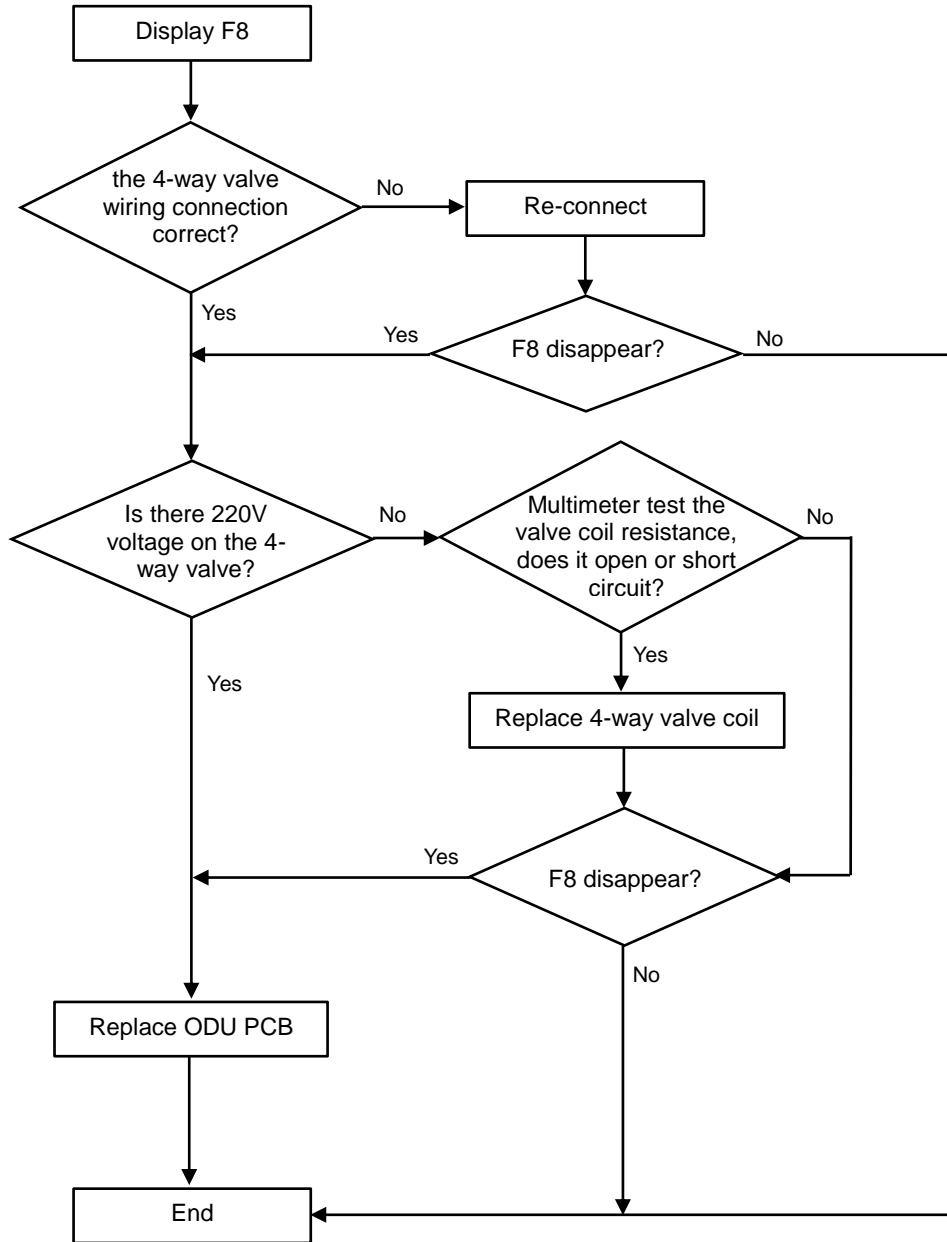 Display F8
the 4-way valve
wiring connection
correct?
No
Re-connect
Yes
Yes
F8 disappear?
No
Is there 220V
voltage on the 4-
way valve?
No
Multimeter test the
valve coil resistance,
does it open or short
circuit?
No
Yes
Yes
Replace 4-way valve coil
Yes
F8 disappear?
No
Replace ODU PCB
End